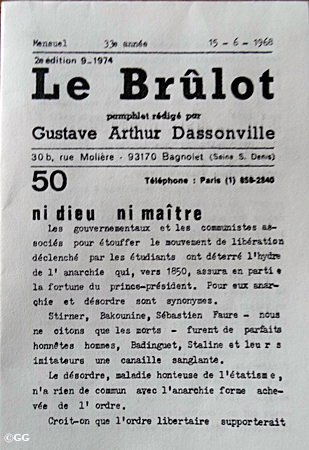 Mensuel 33e année 15 - 6 - 1968
2e édition 9-1974
Le Brûlot
pamphlet rédigé par
Gustave Arthur Dassonville
30 b, rue Molière - 93170 Bagnolet (Seine S. Denis)
50 Téléphone : Paris (1) 858-2840
ni dieu ni maître
Les gouvernementaux et les communistes as-
sociés pour étouffer le mouvement de libération
déclenché par les étudiants ont déterré l'hydre
de l' anarchie qui, vers 1850, assura en partie
la fortune du prince-président. Pour eux anar-
chie et désordre sont synonymes.
Stirner, Bakounine, Sébastien Faure - nous
ne citons que les morts - furent de parfaits
honnêtes hommes, Badinguet, Staline et leurs
imitateurs une canaille sanglante.
Le désordre, maladie honteuse de l'étatisme,
n'a rien de commun avec l'anarchie forme ache-
vée de l' ordre.
Croit-on que l'ordre libertaire supporterait
©GG